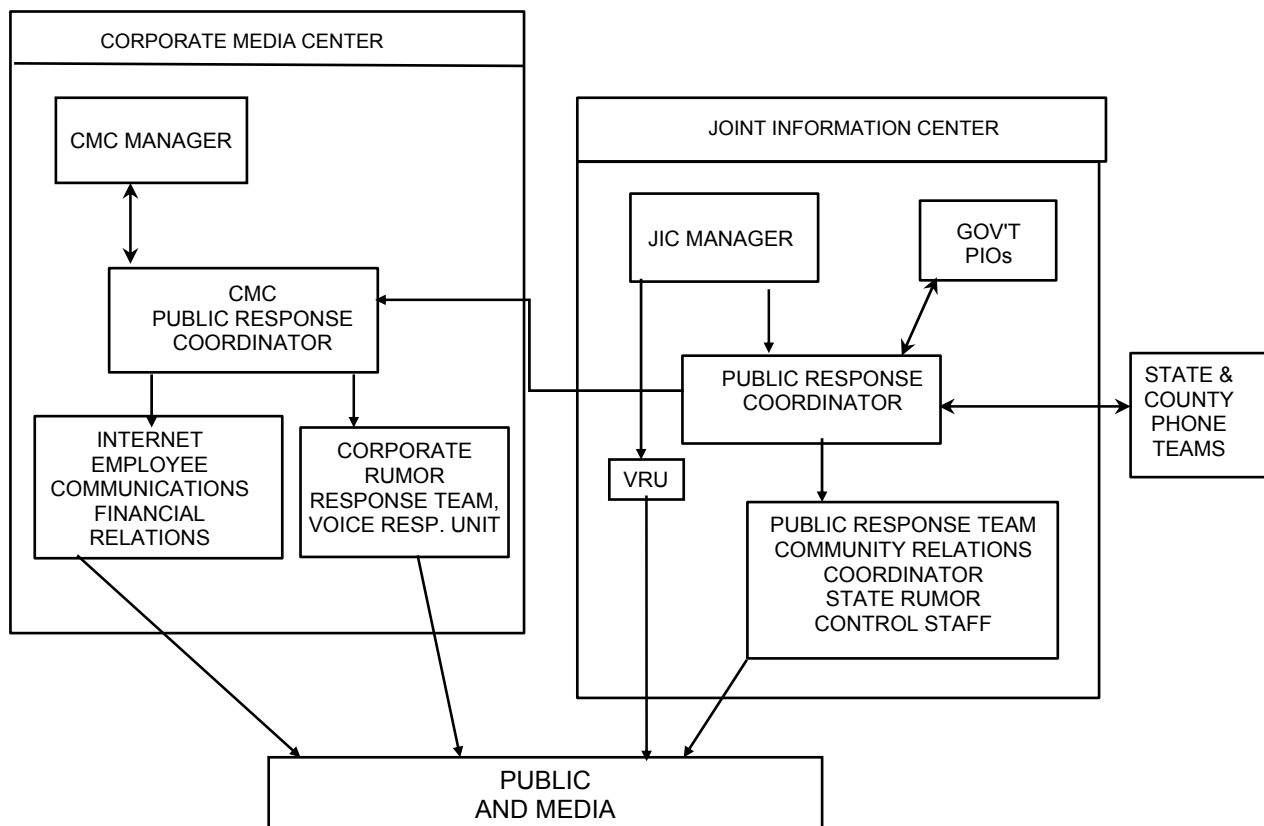 CORPORATE MEDIA CENTER
CMC MANAGER
CMC
PUBLIC RESPONSE
COORDINATOR
INTERNET
EMPLOYEE
COMMUNICATIONS
FINANCIAL
RELATIONS
CORPORATE
RUMOR
RESPONSE TEAM,
VOICE RESP. UNIT
JOINT INFORMATION CENTER
JIC MANAGER
GOV'T
PIOs
PUBLIC RESPONSE
COORDINATOR
STATE &
COUNTY
PHONE
TEAMS
VRU
PUBLIC RESPONSE TEAM
COMMUNITY RELATIONS
COORDINATOR
STATE RUMOR
CONTROL STAFF
PUBLIC
AND MEDIA